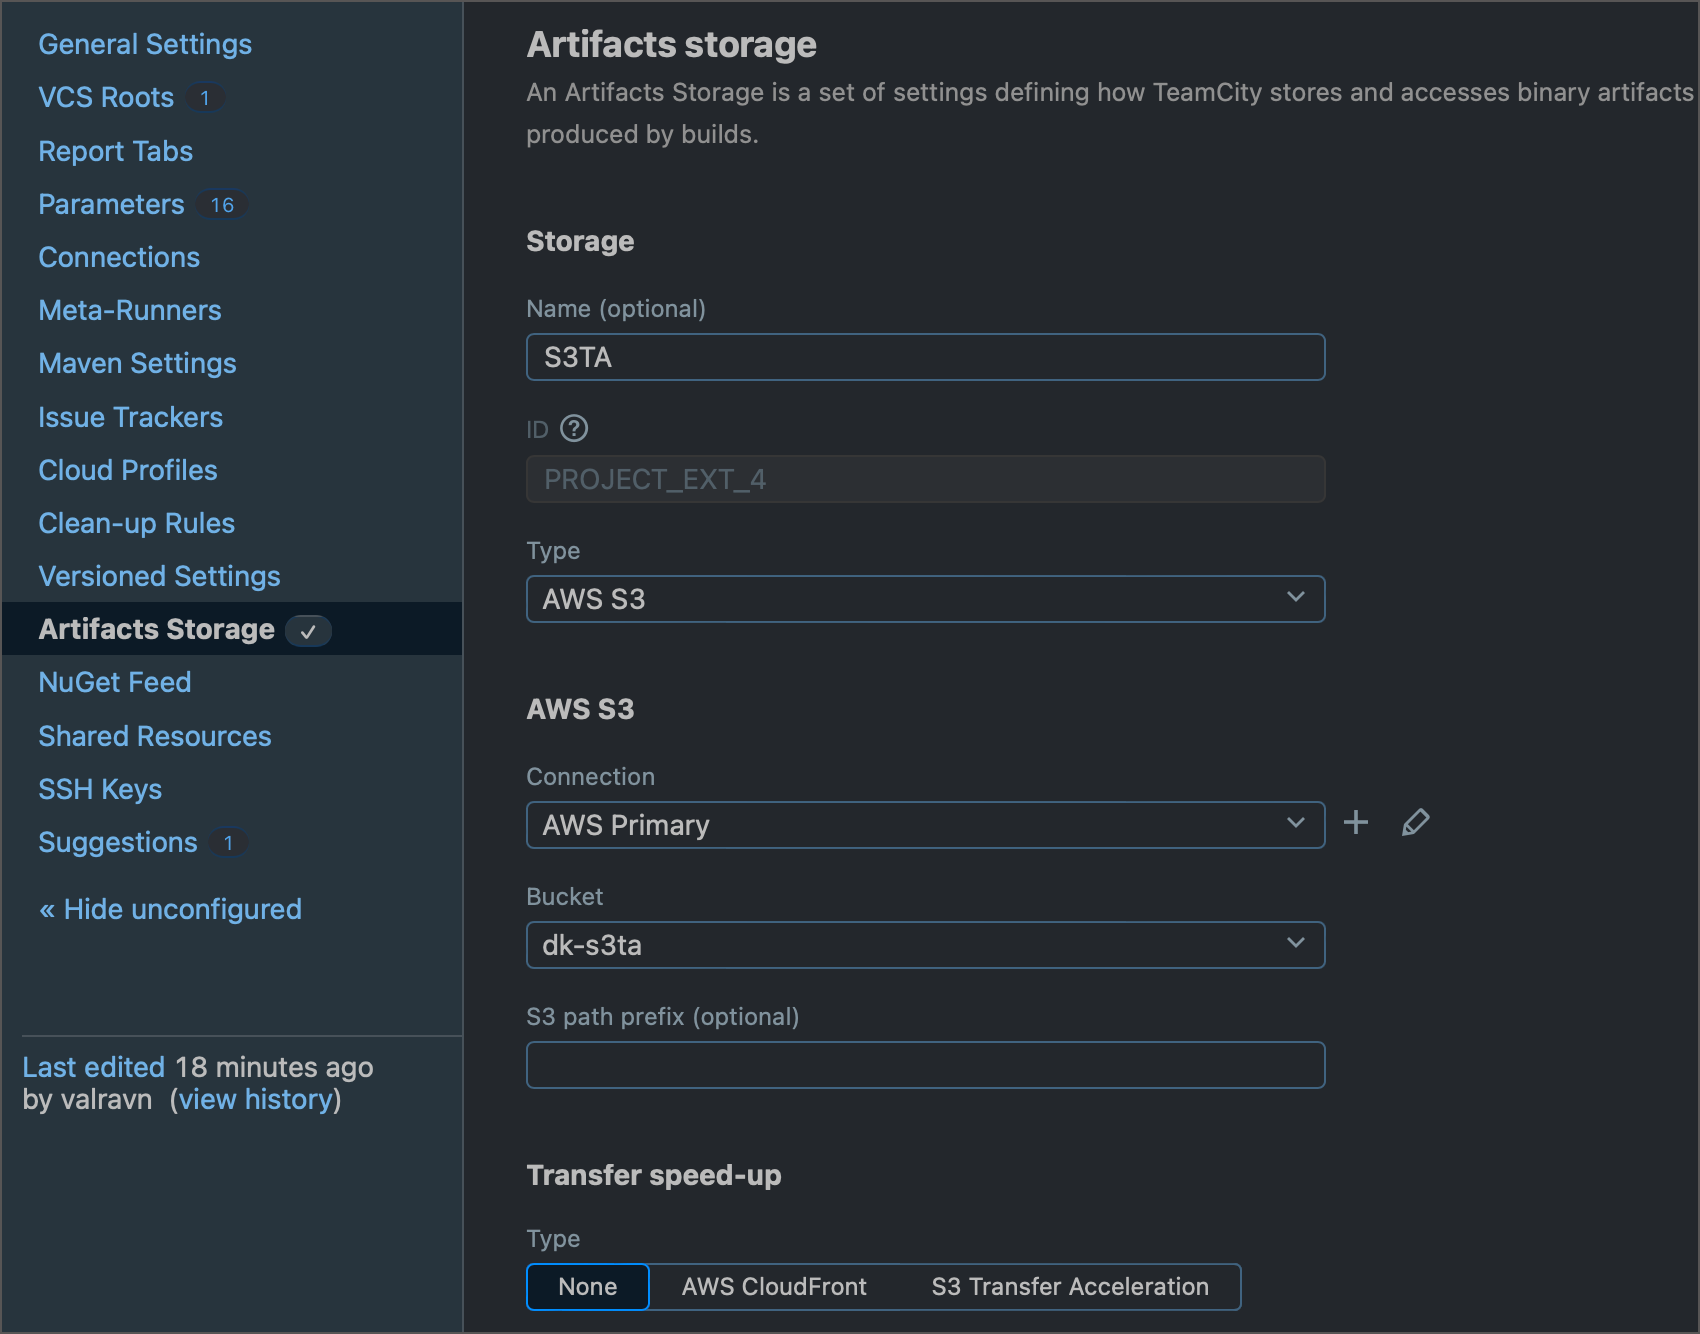 General Settings
VCS Roots 1
Report Tabs
Parameters 16
Connections
Meta-Runners
Maven Settings
Issue Trackers
Cloud Profiles
Clean-up Rules
Versioned Settings
Artifacts Storage ✓
NuGet Feed
Shared Resources
SSH Keys
Suggestions 1
« Hide unconfigured
Last edited 18 minutes ago
by valravn (view history)
Artifacts storage
An Artifacts Storage is a set of settings defining how TeamCity stores and accesses binary artifacts
produced by builds.
Storage
Name (optional)
S3TA
ID ?
PROJECT_EXT_4
Type
AWS S3
AWS S3
Connection
AWS Primary
Bucket
dk-s3ta
S3 path prefix (optional)
Transfer speed-up
Type
None AWS CloudFront S3 Transfer Acceleration